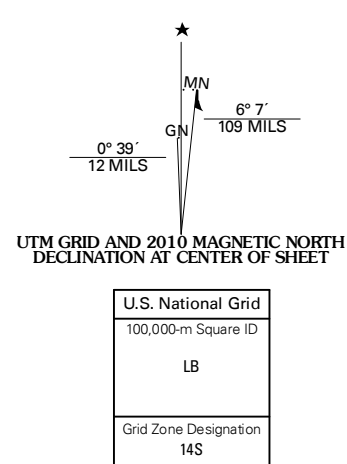 ★
MN
6° 7´
109 MILS
GN
0° 39´
12 MILS
UTM GRID AND 2010 MAGNETIC NORTH
DECLINATION AT CENTER OF SHEET
U.S. National Grid
100,000-m Square ID
LB
Grid Zone Designation
14S